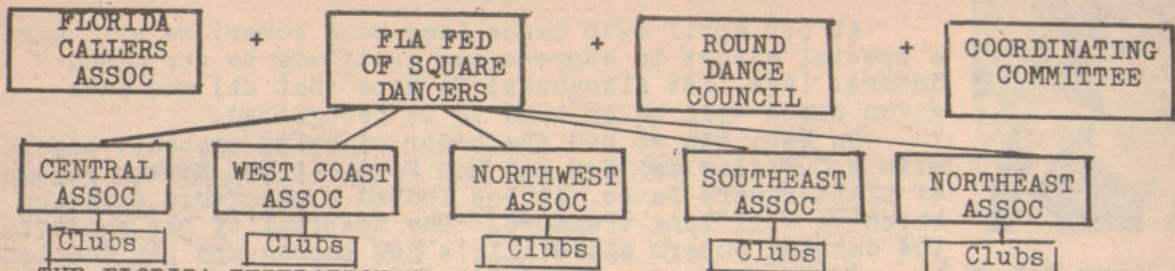 FLORIDA
CALLERS
ASSOC
+
FLA FED
OF SQUARE
DANCERS
+
ROUND
DANCE
COUNCIL
+
COORDINATING
COMMITTEE
CENTRAL
ASSOC
WEST COAST
ASSOC
NORTHWEST
ASSOC
SOUTHEAST
ASSOC
NORTHEAST
ASSOC
Clubs
Clubs
Clubs
Clubs
Clubs
THE FLORIDA